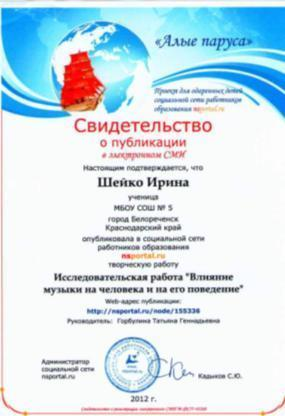 «Алые паруса»
Проект для одаренных детей
социальной сети работников
образования nsportal.ru
Свидетельство
о публикации
в электронном СМИ
Настоящим подтверждается, что
Шейко Ирина
ученица
МБОУ СОШ № 5
город Белореченск
Краснодарский край
опубликовала в социальной сети
работников образования
nsportal.ru
творческую работу
Исследовательская работа "Влияние
музыки на человека и на его поведение"
Web-адрес публикации:
http://nsportal.ru/node/155336
Руководитель: Горбулина Татьяна Геннадьевна
Администратор
социальной сети
nsportal.ru
Кадыков С.Ю.
2012 г.